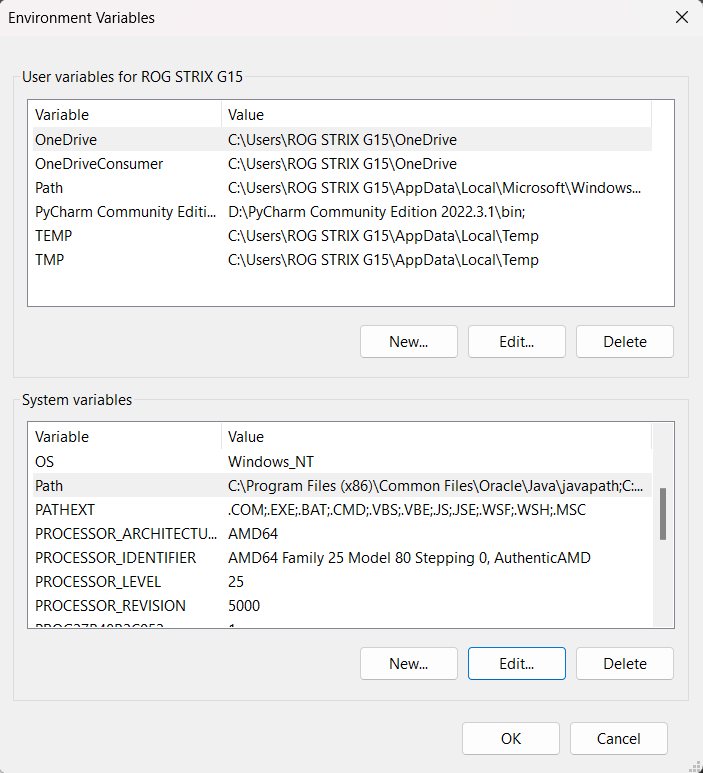 Environment Variables
User variables for ROG STRIX G15
Variable Value
OneDrive C:\Users\ROG STRIX G15\OneDrive
OneDriveConsumer C:\Users\ROG STRIX G15\OneDrive
Path C:\Users\ROG STRIX G15\AppData\Local\Microsoft\Windows...
PyCharm Community Editi... D:\PyCharm Community Edition 2022.3.1\bin;
TEMP C:\Users\ROG STRIX G15\AppData\Local\Temp
TMP C:\Users\ROG STRIX G15\AppData\Local\Temp
New... Edit... Delete
System variables
Variable Value
OS Windows_NT
Path C:\Program Files (x86)\Common Files\Oracle\Java\javapath;C:...
PATHEXT .COM;.EXE;.BAT;.CMD;.VBS;.VBE;.JS;.JSE;.WSF;.WSH;.MSC
PROCESSOR_ARCHITECTU... AMD64
PROCESSOR_IDENTIFIER AMD64 Family 25 Model 80 Stepping 0, AuthenticAMD
PROCESSOR_LEVEL 25
PROCESSOR_REVISION 5000
New... Edit... Delete
OK Cancel